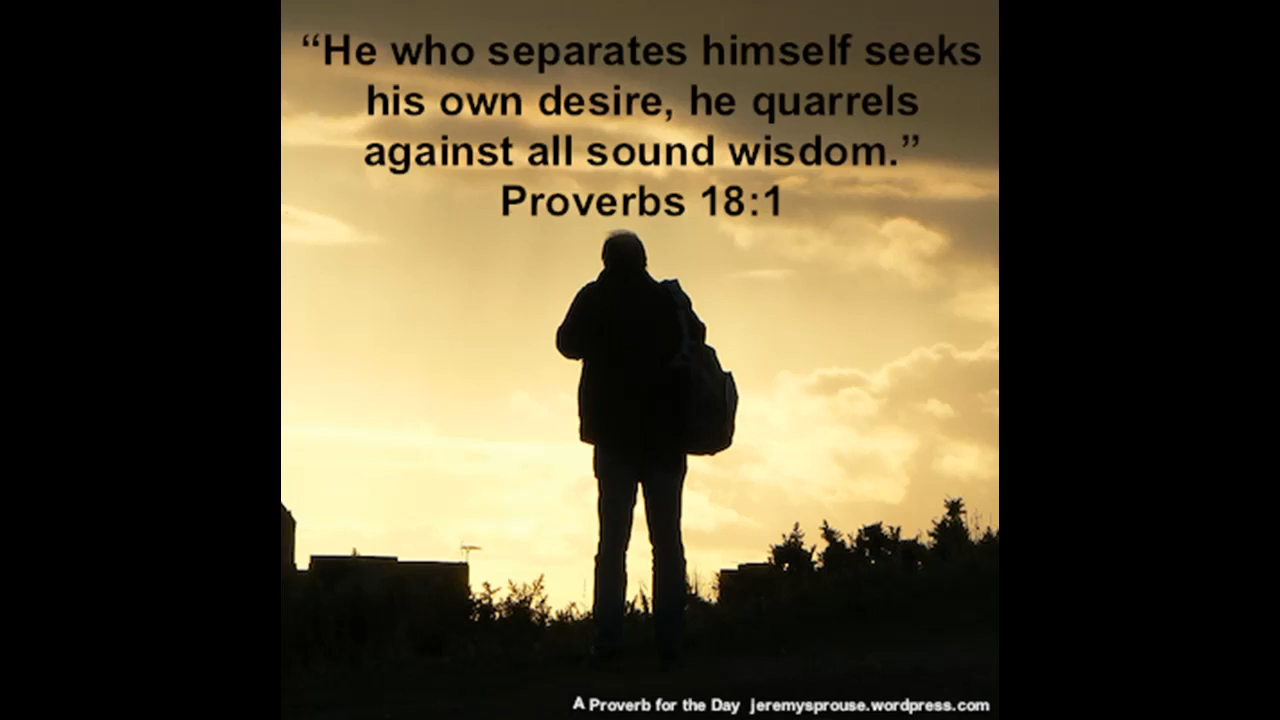 “He who separates himself seeks
his own desire, he quarrels
against all sound wisdom.”
Proverbs 18:1
A Proverb for the Day jeremysprouse.wordpress.com